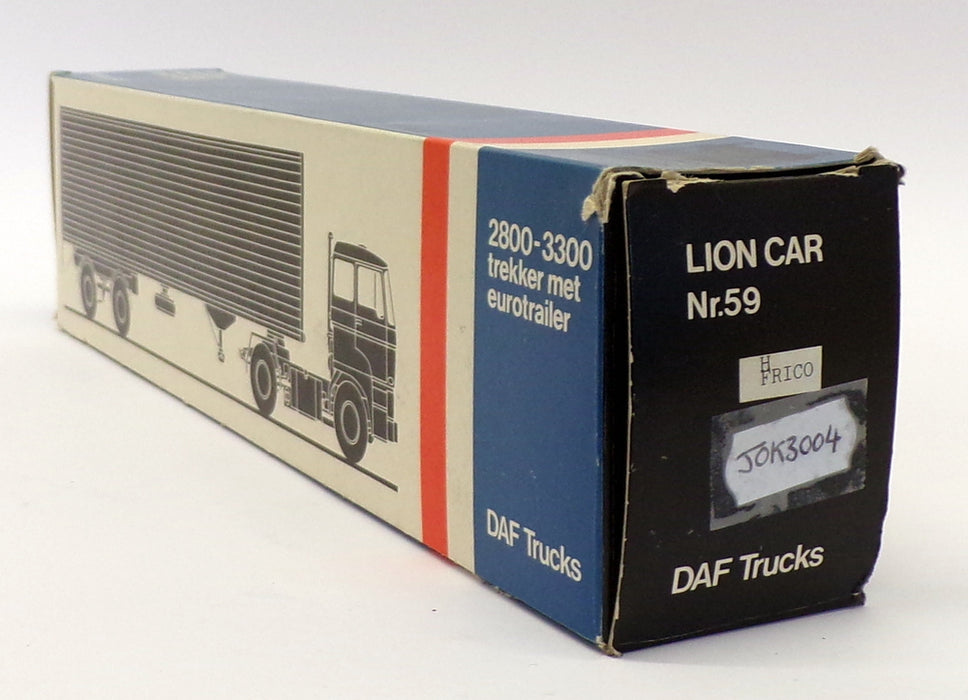 2800-3300
trekker met
eurotrailer
DAF Trucks
LION CAR
Nr.59
H
FRICO
JOK3004
DAF Trucks